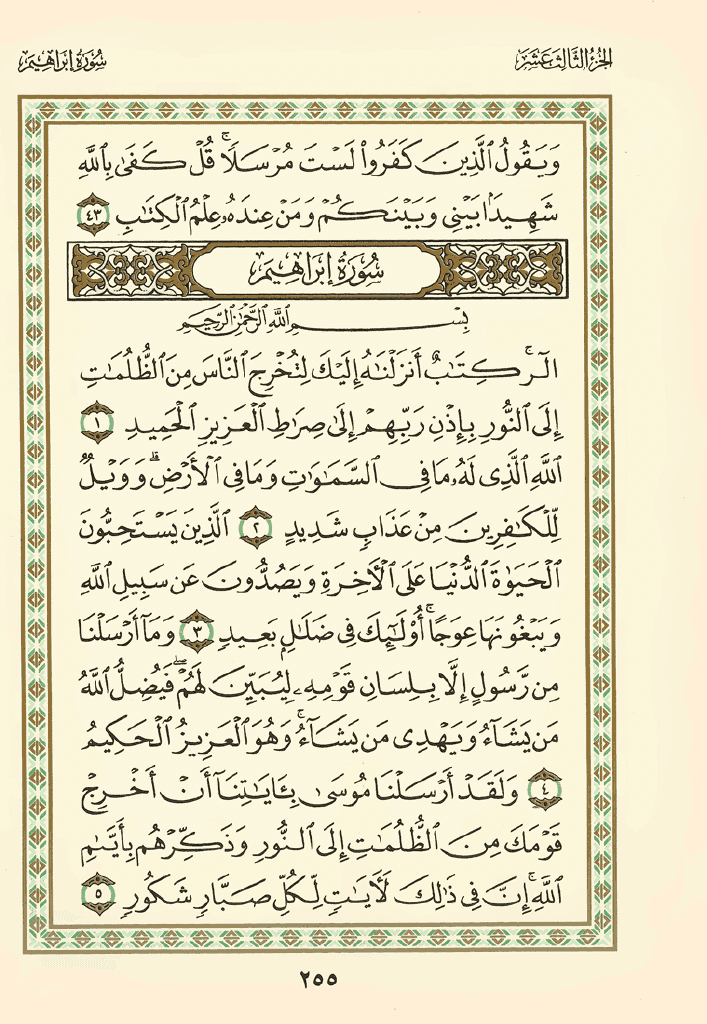 الجزء الثالث عشر
سورة إبراهيم
وَيَقُولُ ٱلَّذِينَ كَفَرُوا۟ لَسْتَ مُرْسَلًا ۚ قُلْ كَفَىٰ بِٱللَّهِ
شَهِيدًۢا بَيْنِى وَبَيْنَكُمْ وَمَنْ عِندَهُۥ عِلْمُ ٱلْكِتَٰبِ ٤٣
سُورَةُ إِبْرَاهِيمَ
بِسْمِ ٱللَّهِ ٱلرَّحْمَٰنِ ٱلرَّحِيمِ
الٓر ۚ كِتَٰبٌ أَنزَلْنَٰهُ إِلَيْكَ لِتُخْرِجَ ٱلنَّاسَ مِنَ ٱلظُّلُمَٰتِ
إِلَى ٱلنُّورِ بِإِذْنِ رَبِّهِمْ إِلَىٰ صِرَٰطِ ٱلْعَزِيزِ ٱلْحَمِيدِ ١
ٱللَّهِ ٱلَّذِى لَهُۥ مَا فِى ٱلسَّمَٰوَٰتِ وَمَا فِى ٱلْأَرْضِ ۗ وَوَيْلٌ
لِّلْكَٰفِرِينَ مِنْ عَذَابٍ شَدِيدٍ ٢ ٱلَّذِينَ يَسْتَحِبُّونَ
ٱلْحَيَوٰةَ ٱلدُّنْيَا عَلَى ٱلْءَاخِرَةِ وَيَصُدُّونَ عَن سَبِيلِ ٱللَّهِ
وَيَبْغُونَهَا عِوَجًا ۚ أُو۟لَٰٓئِكَ فِى ضَلَٰلٍۭ بَعِيدٍ ٣ وَمَآ أَرْسَلْنَا
مِن رَّسُولٍ إِلَّا بِلِسَانِ قَوْمِهِۦ لِيُبَيِّنَ لَهُمْ ۖ فَيُضِلُّ ٱللَّهُ
مَن يَشَآءُ وَيَهْدِى مَن يَشَآءُ ۚ وَهُوَ ٱلْعَزِيزُ ٱلْحَكِيمُ
٤ وَلَقَدْ أَرْسَلْنَا مُوسَىٰ بِـَٔايَٰتِنَآ أَنْ أَخْرِجْ
قَوْمَكَ مِنَ ٱلظُّلُمَٰتِ إِلَى ٱلنُّورِ وَذَكِّرْهُم بِأَيَّىٰمِ
ٱللَّهِ ۚ إِنَّ فِى ذَٰلِكَ لَءَايَٰتٍ لِّكُلِّ صَبَّارٍ شَكُورٍ ٥
٢٥٥